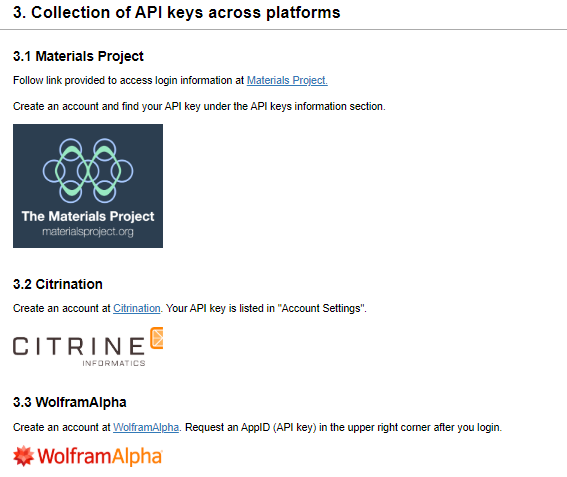 3. Collection of API keys across platforms
3.1 Materials Project
Follow link provided to access login information at Materials Project.
Create an account and find your API key under the API keys information section.
The Materials Project
materialsproject.org
3.2 Citrination
Create an account at Citrination. Your API key is listed in "Account Settings".
CITRINE
INFORMATICS
3.3 WolframAlpha
Create an account at WolframAlpha. Request an AppID (API key) in the upper right corner after you login.
WolframAlpha